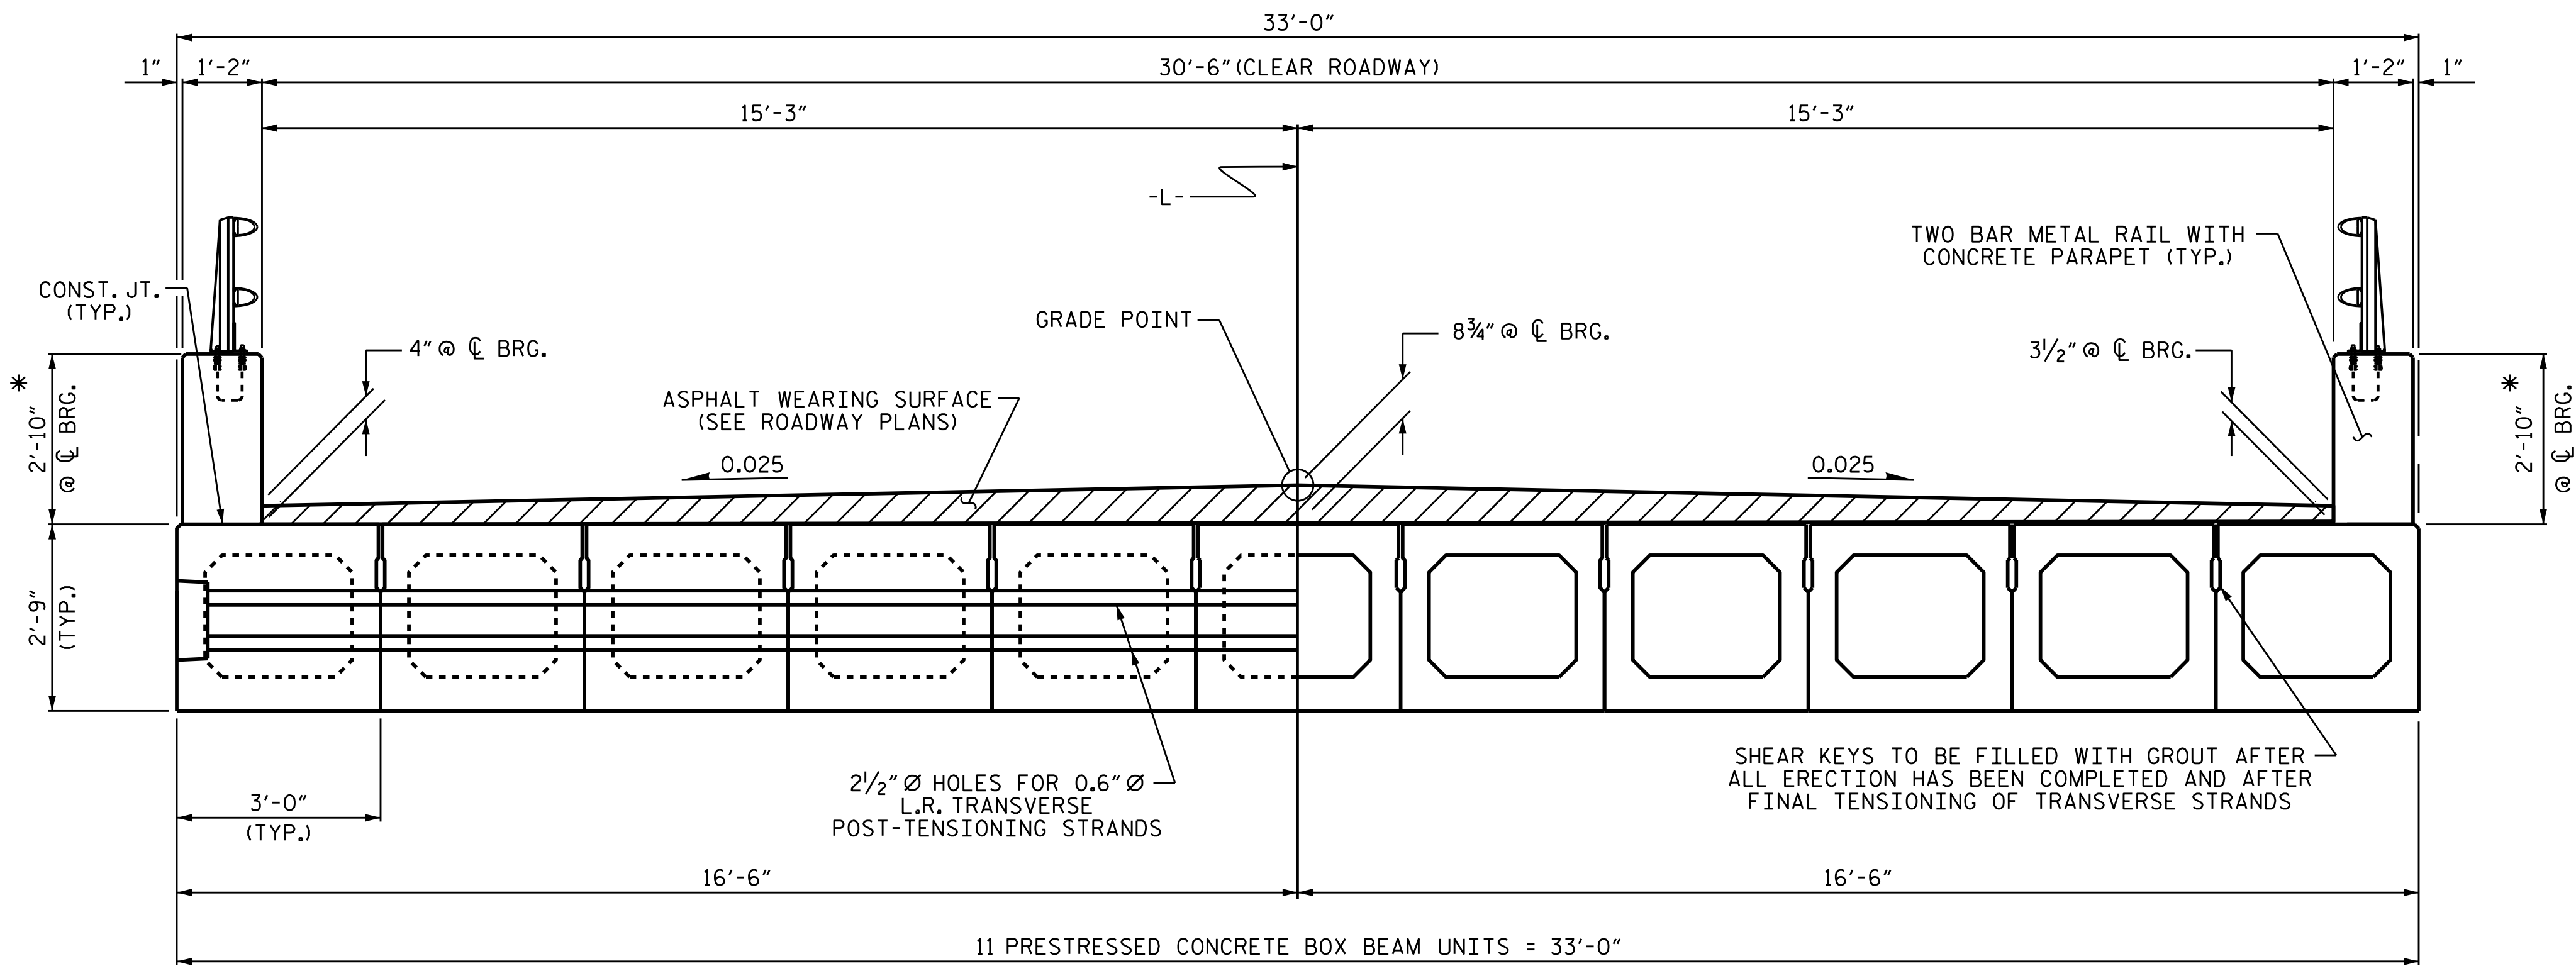 33'-0"
1" 1'-2" 30'-6"(CLEAR ROADWAY) 1'-2" 1"
15'-3" 15'-3"
-L-
TWO BAR METAL RAIL WITH
CONCRETE PARAPET (TYP.)
CONST. JT.
(TYP.)
GRADE POINT
8¾" @ ℄ BRG.
4" @ ℄ BRG.
3½" @ ℄ BRG.
*
2'-10"
@ ℄ BRG.
ASPHALT WEARING SURFACE
(SEE ROADWAY PLANS)
*
2'-10"
@ ℄ BRG.
0.025 0.025
2'-9"
(TYP.)
SHEAR KEYS TO BE FILLED WITH GROUT AFTER
ALL ERECTION HAS BEEN COMPLETED AND AFTER
FINAL TENSIONING OF TRANSVERSE STRANDS
2½" Ø HOLES FOR 0.6" Ø
L.R. TRANSVERSE
POST-TENSIONING STRANDS
3'-0"
(TYP.)
16'-6" 16'-6"
11 PRESTRESSED CONCRETE BOX BEAM UNITS = 33'-0"